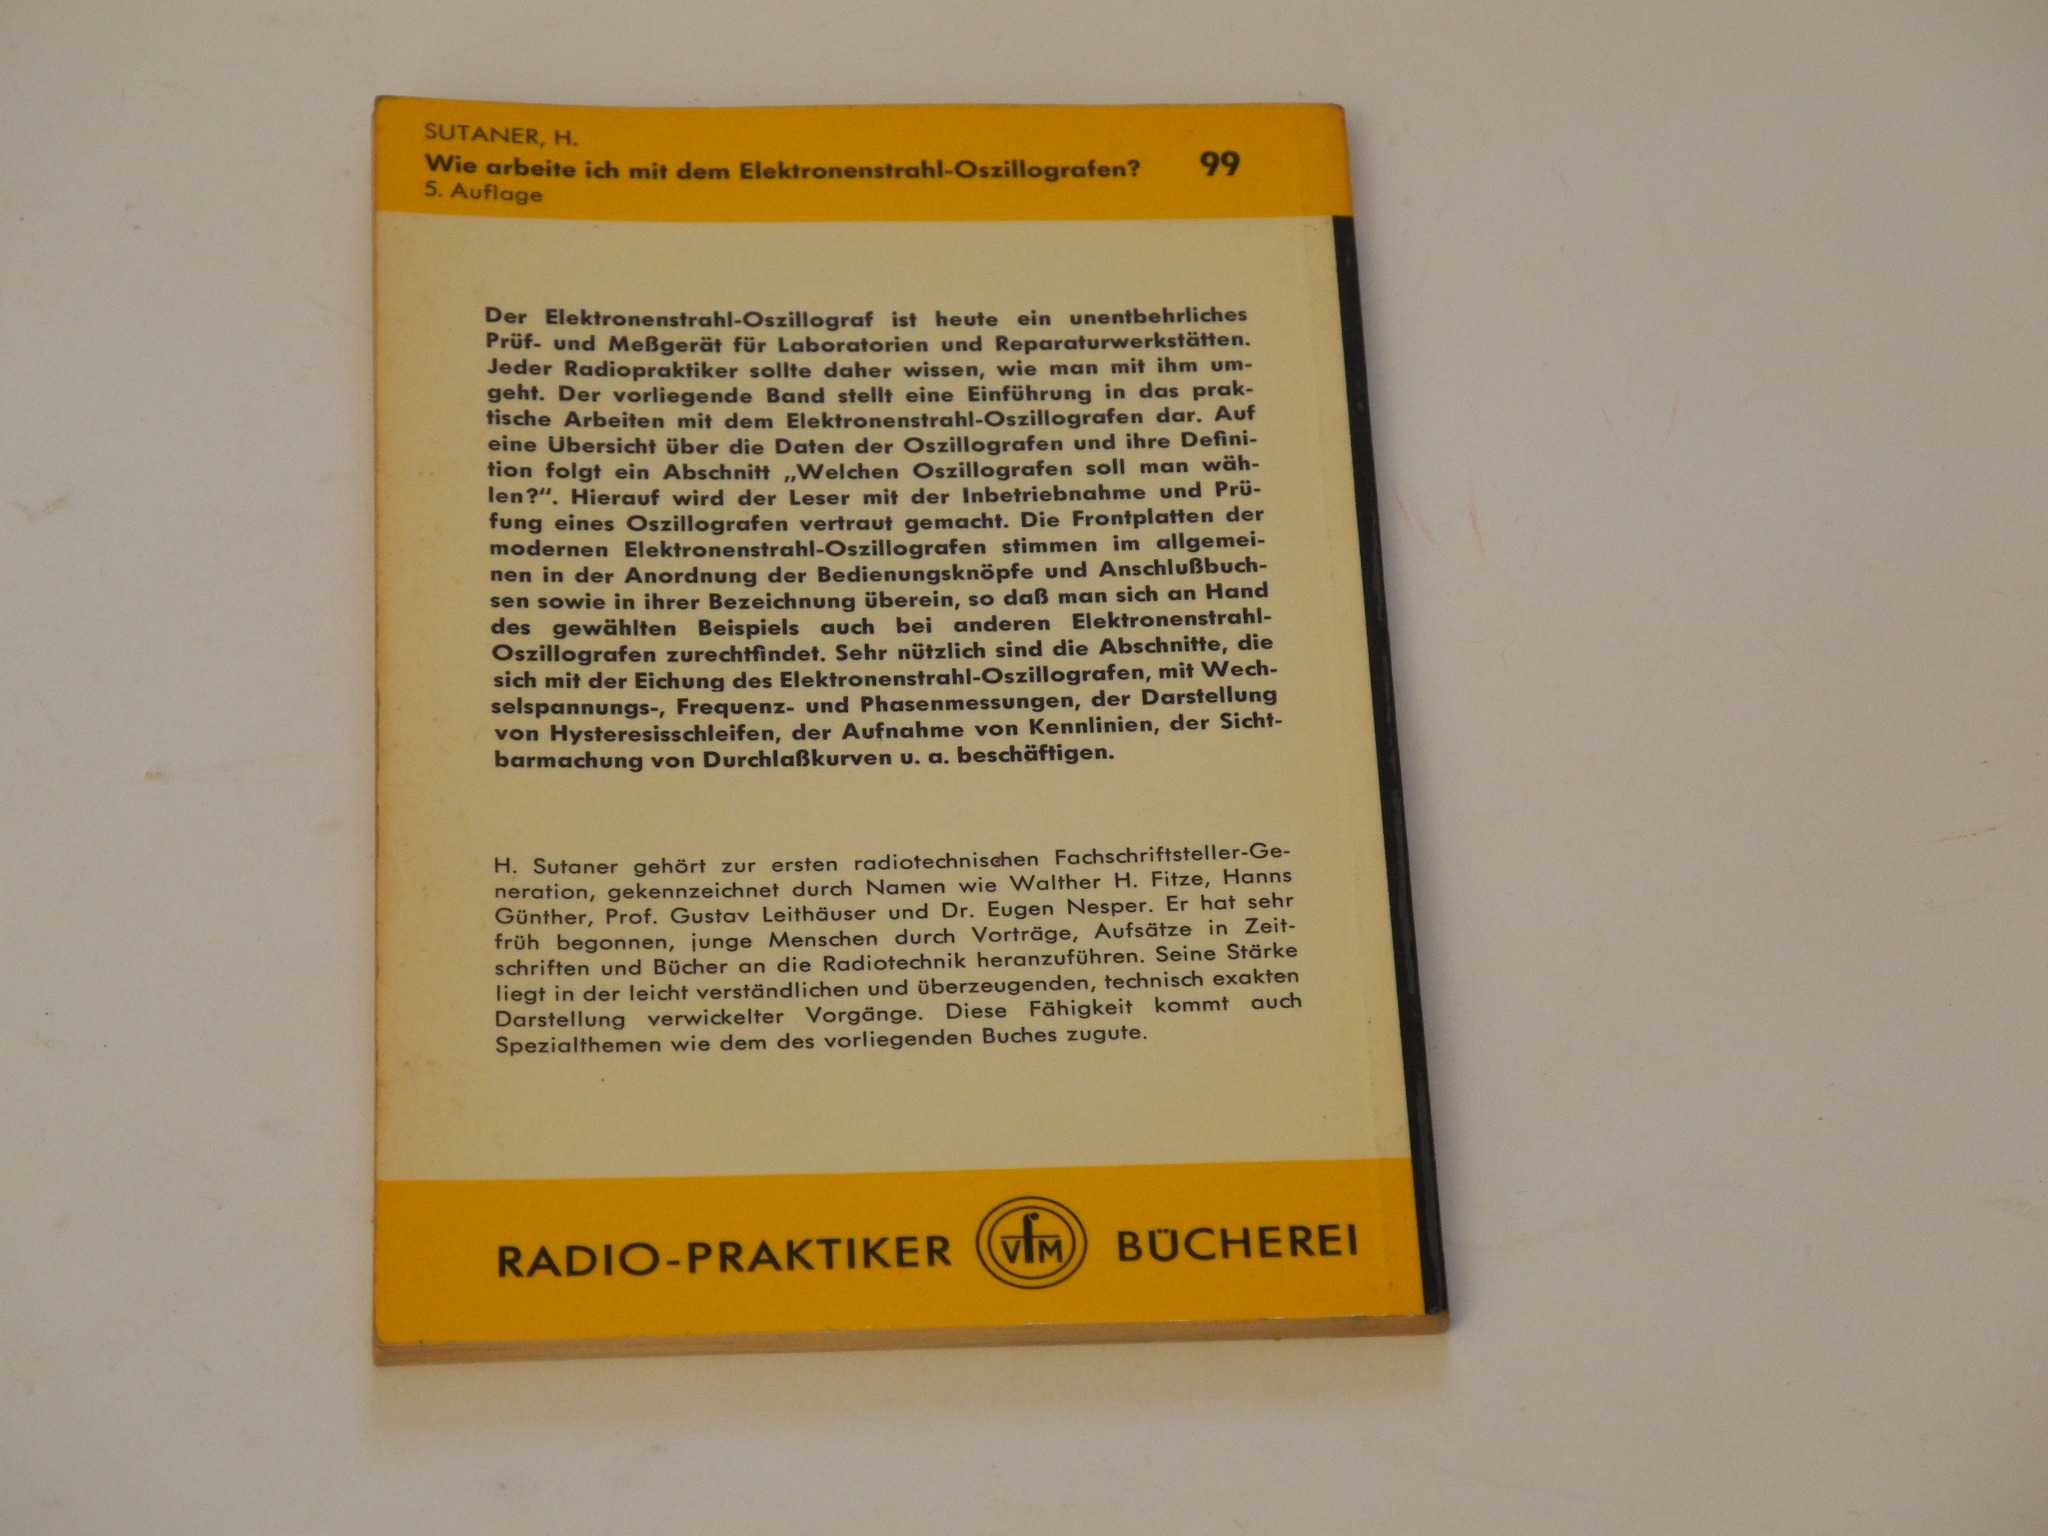 SUTANER, H.
Wie arbeite ich mit dem Elektronenstrahl-Oszillografen? 99
5. Auflage
Der Elektronenstrahl-Oszillograf ist heute ein unentbehrliches
Prüf- und Meßgerät für Laboratorien und Reparaturwerkstätten.
Jeder Radiopraktiker sollte daher wissen, wie man mit ihm um-
geht. Der vorliegende Band stellt eine Einführung in das prak-
tische Arbeiten mit dem Elektronenstrahl-Oszillografen dar. Auf
eine Übersicht über die Daten der Oszillografen und ihre Defini-
tion folgt ein Abschnitt „Welchen Oszillografen soll man wäh-
len?“. Hierauf wird der Leser mit der Inbetriebnahme und Prü-
fung eines Oszillografen vertraut gemacht. Die Frontplatten der
modernen Elektronenstrahl-Oszillografen stimmen im allgemei-
nen in der Anordnung der Bedienungsknöpfe und Anschlußbuch-
sen sowie in ihrer Bezeichnung überein, so daß man sich an Hand
des gewählten Beispiels auch bei anderen Elektronenstrahl-
Oszillografen zurechtfindet. Sehr nützlich sind die Abschnitte, die
sich mit der Eichung des Elektronenstrahl-Oszillografen, mit Wech-
selspannungs-, Frequenz- und Phasenmessungen, der Darstellung
von Hysteresisschleifen, der Aufnahme von Kennlinien, der Sicht-
barmachung von Durchlaßkurven u. a. beschäftigen.
H. Sutaner gehört zur ersten radiotechnischen Fachschriftsteller-Ge-
neration, gekennzeichnet durch Namen wie Walther H. Fitze, Hanns
Günther, Prof. Gustav Leithäuser und Dr. Eugen Nesper. Er hat sehr
früh begonnen, junge Menschen durch Vorträge, Aufsätze in Zeit-
schriften und Bücher an die Radiotechnik heranzuführen. Seine Stärke
liegt in der leicht verständlichen und überzeugenden, technisch exakten
Darstellung verwickelter Vorgänge. Diese Fähigkeit kommt auch
Spezialthemen wie dem des vorliegenden Buches zugute.
RADIO-PRAKTIKER VfM BÜCHEREI